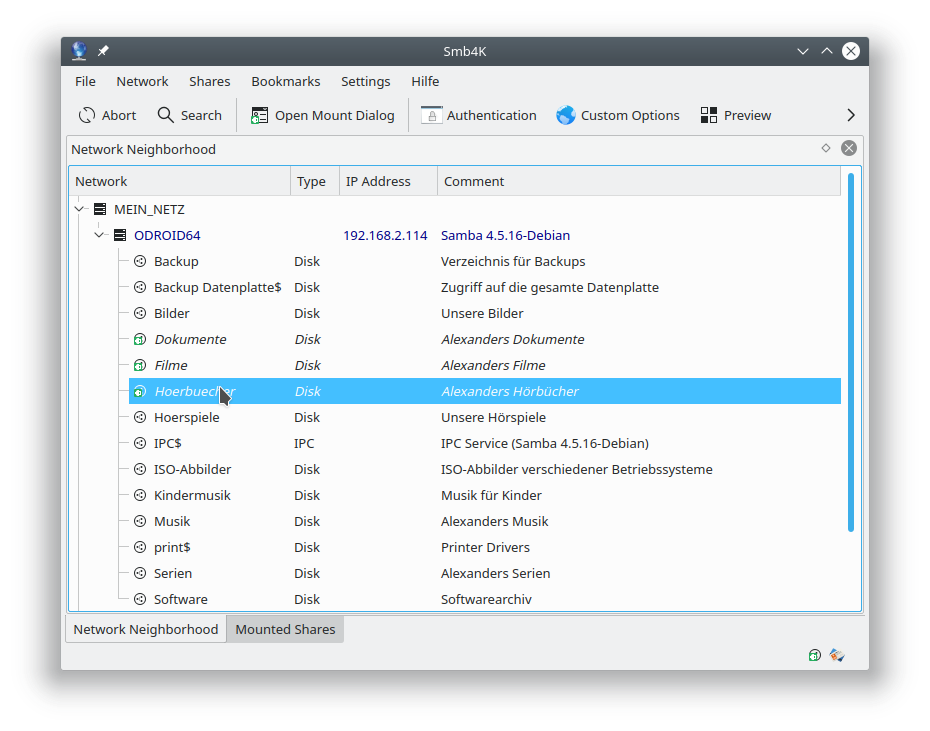 Smb4K
File Network Shares Bookmarks Settings Hilfe
Abort Search Open Mount Dialog Authentication Custom Options Preview
Network Neighborhood
Network Type IP Address Comment
MEIN_NETZ
ODROID64 192.168.2.114 Samba 4.5.16-Debian
Backup Disk Verzeichnis für Backups
Backup Datenplatte$ Disk Zugriff auf die gesamte Datenplatte
Bilder Disk Unsere Bilder
Dokumente Disk Alexanders Dokumente
Filme Disk Alexanders Filme
Hoerbuecher Disk Alexanders Hörbücher
Hoerspiele Disk Unsere Hörspiele
IPC$ IPC IPC Service (Samba 4.5.16-Debian)
ISO-Abbilder Disk ISO-Abbilder verschiedener Betriebssysteme
Kindermusik Disk Musik für Kinder
Musik Disk Alexanders Musik
print$ Disk Printer Drivers
Serien Disk Alexanders Serien
Software Disk Softwarearchiv
Network Neighborhood Mounted Shares